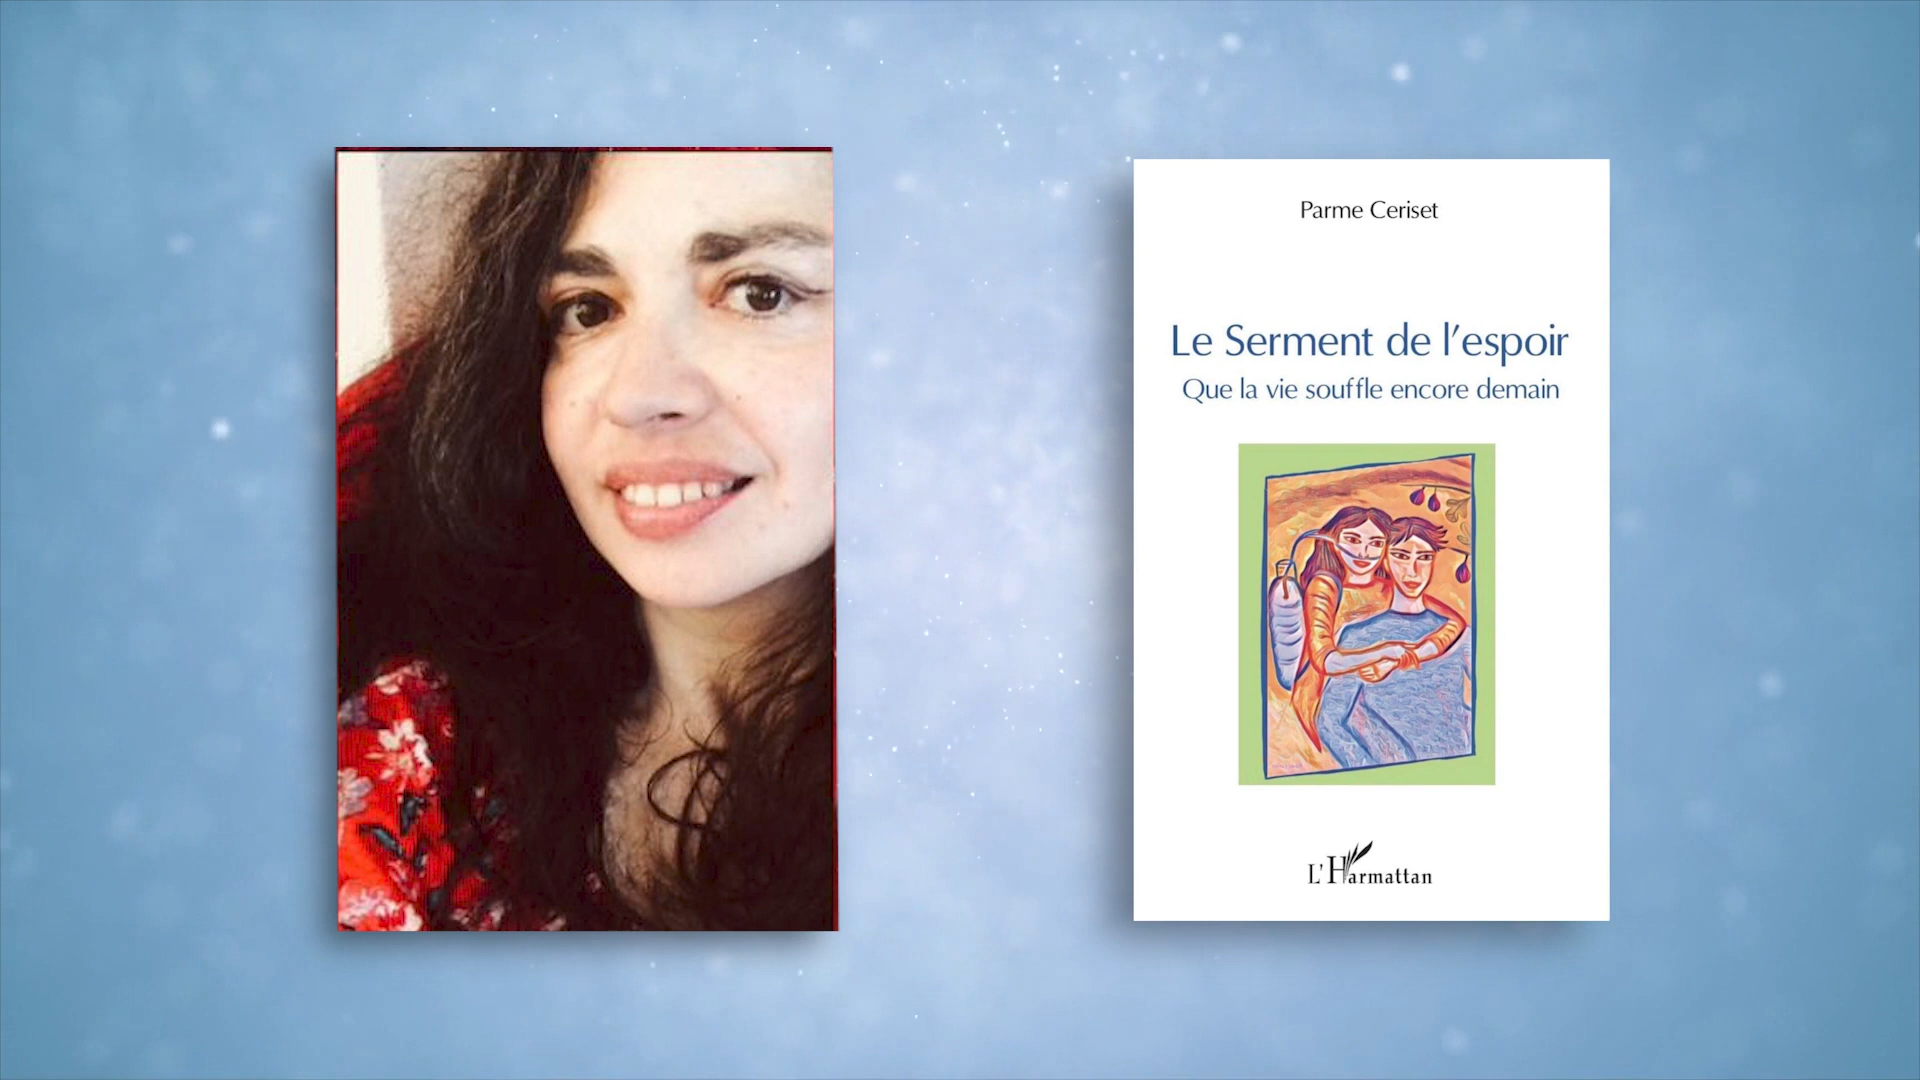 Parme Ceriset
Le Serment de l'espoir
Que la vie souffle encore demain
L'Harmattan